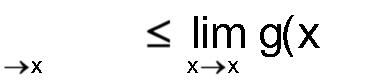 ≤ lim g(x
→x x→x